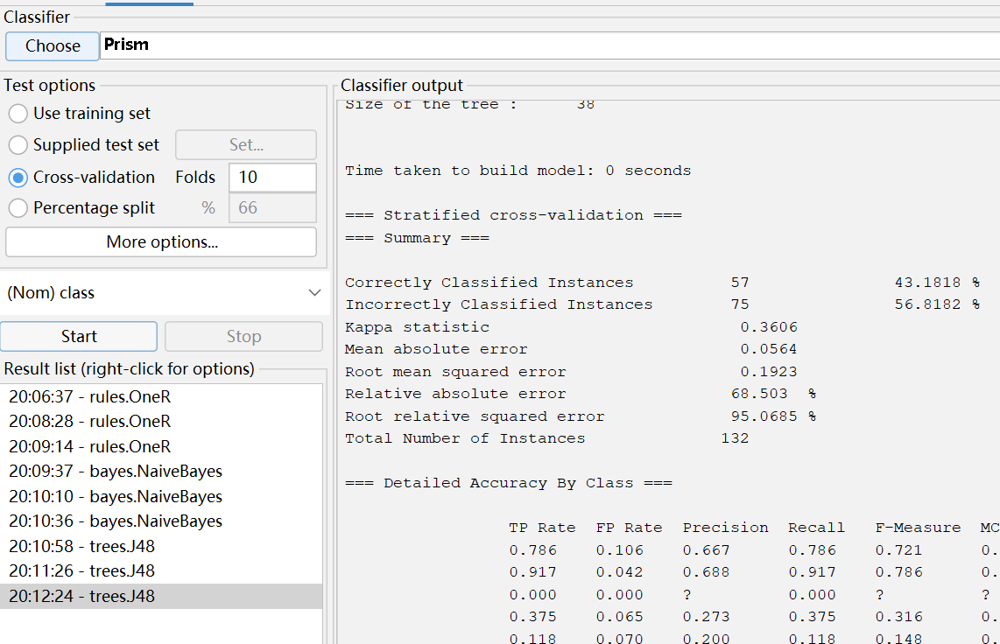 Classifier
Choose Prism
Test options
Use training set
Supplied test set Set...
Cross-validation Folds 10
Percentage split % 66
More options...
(Nom) class
Start Stop
Result list (right-click for options)
20:06:37 - rules.OneR
20:08:28 - rules.OneR
20:09:14 - rules.OneR
20:09:37 - bayes.NaiveBayes
20:10:10 - bayes.NaiveBayes
20:10:36 - bayes.NaiveBayes
20:10:58 - trees.J48
20:11:26 - trees.J48
20:12:24 - trees.J48
Classifier output
Size of the tree : 38
Time taken to build model: 0 seconds
=== Stratified cross-validation ===
=== Summary ===
Correctly Classified Instances 57 43.1818 %
Incorrectly Classified Instances 75 56.8182 %
Kappa statistic 0.3606
Mean absolute error 0.0564
Root mean squared error 0.1923
Relative absolute error 68.503 %
Root relative squared error 95.0685 %
Total Number of Instances 132
=== Detailed Accuracy By Class ===
TP Rate FP Rate Precision Recall F-Measure MC
0.786 0.106 0.667 0.786 0.721 0.
0.917 0.042 0.688 0.917 0.786 0.
0.000 0.000 ? 0.000 ? ?
0.375 0.065 0.273 0.375 0.316 0.
0.118 0.070 0.200 0.118 0.148 0.